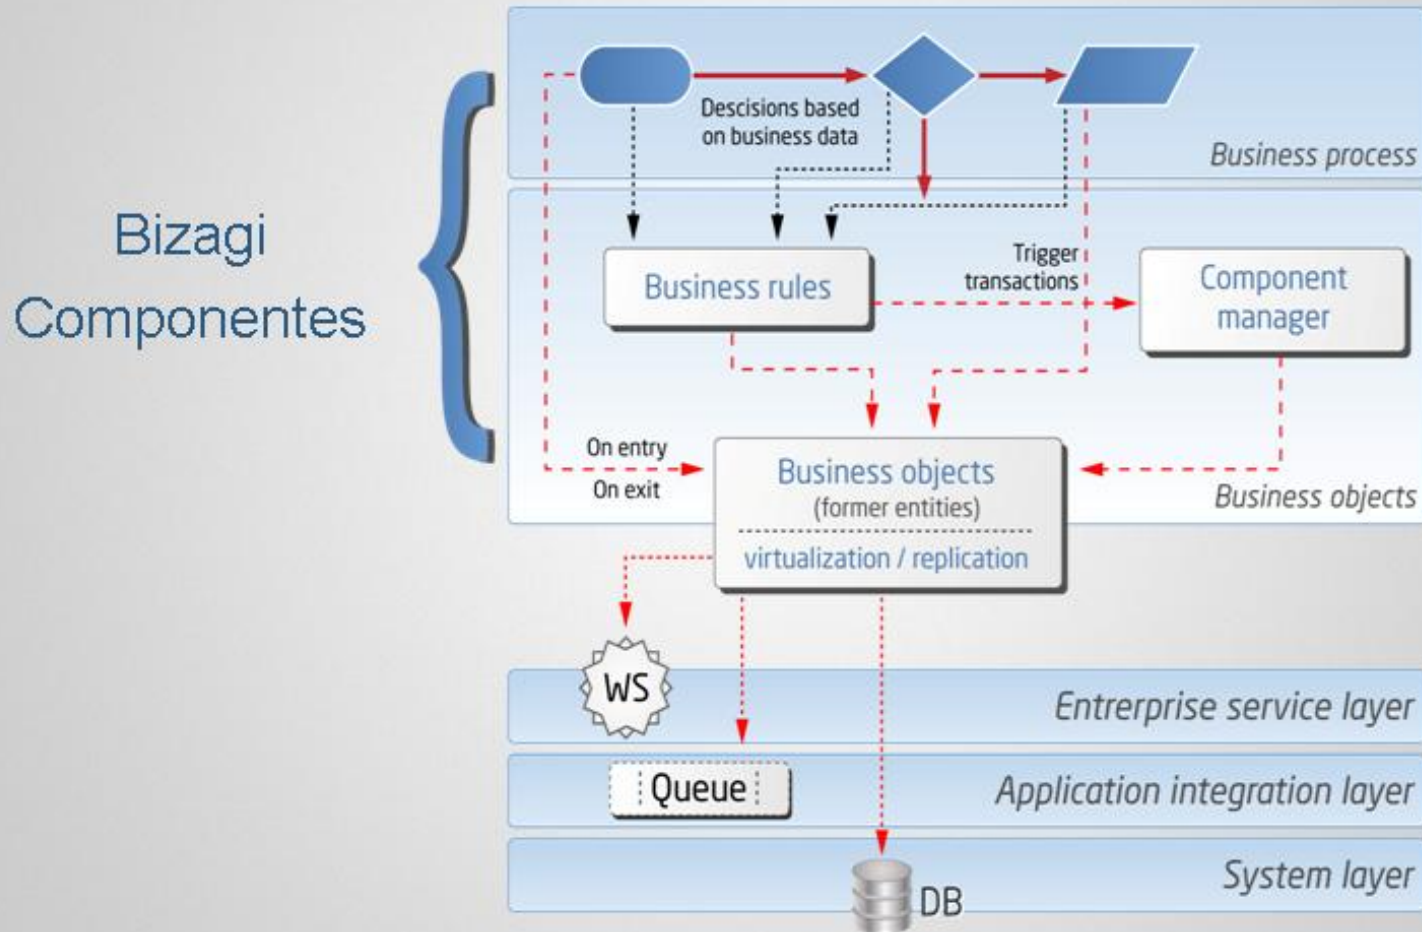 Bizagi
Componentes
Descisions based
on business data
Business process
Business rules
Trigger
transactions
Component
manager
On entry
On exit
Business objects
(former entities)
virtualization / replication
Business objects
WS
Entrerprise service layer
Queue
Application integration layer
System layer
DB